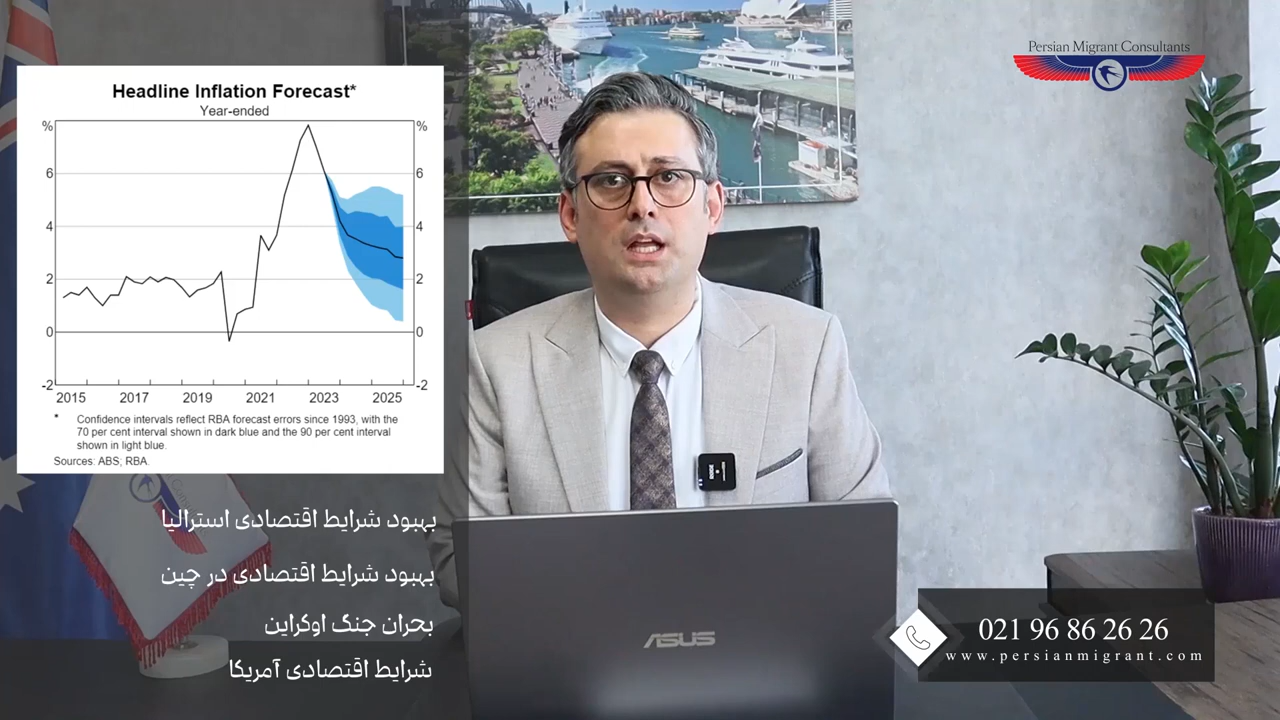 Persian Migrant Consultants
Headline Inflation Forecast*
Year-ended
% %
6 6
4 4
2 2
0 0
-2 -2
2015 2017 2019 2021 2023 2025
* Confidence intervals reflect RBA forecast errors since 1993, with the
70 per cent interval shown in dark blue and the 90 per cent interval
shown in light blue.
Sources: ABS; RBA.
بهبود شرایط اقتصادی استرالیا
بهبود شرایط اقتصادی در چین
بحران جنگ اوکراین
شرایط اقتصادی آمریکا
ASUS
021 96 86 26 26
www.persianmigrant.com